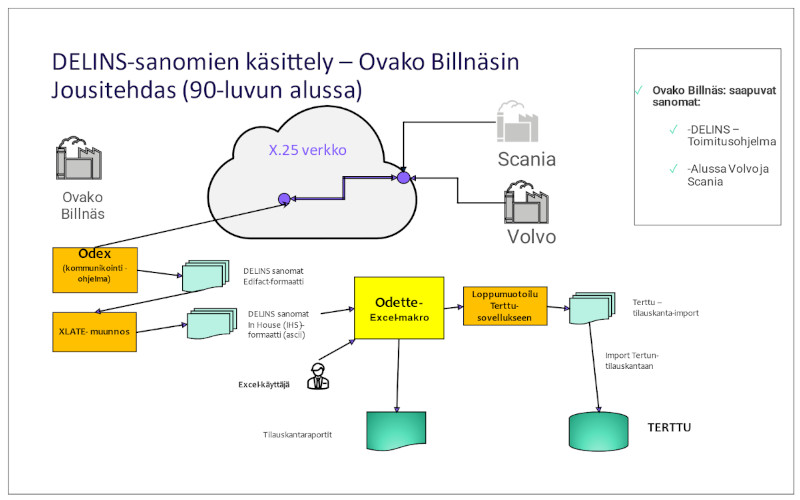 DELINS-sanomien käsittely – Ovako Billnäsin
Jousitehdas (90-luvun alussa)
Ovako Billnäs: saapuvat
sanomat:
-DELINS –
Toimitusohjelma
-Alussa Volvo ja
Scania
X.25 verkko
Scania
Ovako
Billnäs
Volvo
Odex
(kommunikointi-
ohjelma)
DELINS sanomat
Edifact-formaatti
XLATE- muunnos
DELINS sanomat
In House (IHS)-
formaatti (ascii)
Odette-
Excel-makro
Loppumuotoilu
Terttu-
sovellukseen
Terttu –
tilauskanta-import
Excel-käyttäjä
Import Tertun-
tilauskantaan
Tilauskantaraportit
TERTTU